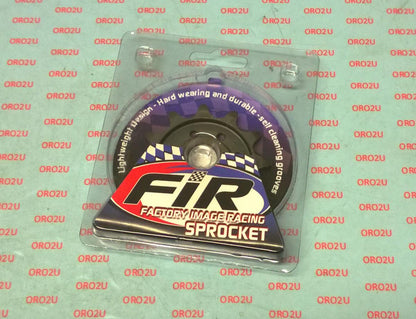 Lightweight Design - Hard wearing and durable - self cleaning grooves
FiR
FACTORY IMAGE RACING
SPROCKET
ORO2U